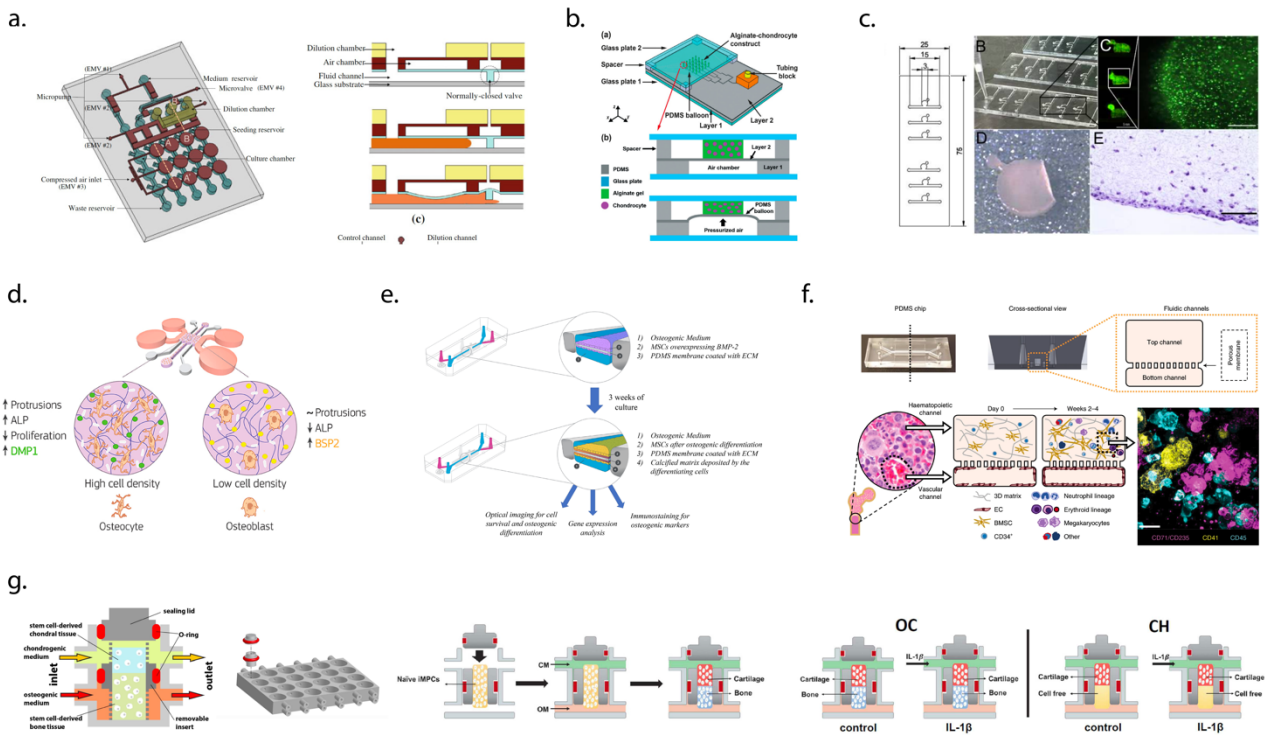 a.
(EMV #1)
Medium reservoir
Micropump
Microvalve (EMV #4)
(EMV #2)
Dilution chamber
Seeding reservoir
(EMV #2)
Culture chamber
Compressed air inlet
(EMV #3)
Waste reservoir
B'
B
A'
A
Dilution chamber
Air chamber
Fluid channel
Glass substrate
Normally-closed valve
(c)
Control channel
Dilution channel
b.
(a)
Glass plate 2
Spacer
Glass plate 1
Alginate-chondrocyte
construct
Tubing
block
PDMS balloon
Layer 1
Layer 2
(b)
Spacer
Layer 2
Air chamber
Layer 1
PDMS
Glass plate
Alginate gel
Chondrocyte
PDMS
balloon
Pressurized air
c.
25
15
3
75
B
C
D
E
d.
Protrusions
ALP
Proliferation
DMP1
~ Protrusions
ALP
BSP2
High cell density
Low cell density
Osteocyte
Osteoblast
e.
1) Osteogenic Medium
2) MSCs overexpressing BMP-2
3) PDMS membrane coated with ECM
3 weeks of
culture
1) Osteogenic Medium
2) MSCs after osteogenic differentiation
3) PDMS membrane coated with ECM
4) Calcified matrix deposited by the
differentiating cells
Optical imaging for cell
survival and osteogenic
differentiation
Gene expression
analysis
Immunostaining for
osteogenic markers
f.
PDMS chip
Cross-sectional view
Fluidic channels
Top channel
Bottom channel
Porous
membrane
Haematopoietic
channel
Day 0
Weeks 2–4
Vascular
channel
3D matrix
EC
BMSC
CD34+
Neutrophil lineage
Erythroid lineage
Megakaryocytes
Other
CD71/CD235
CD41
CD45
g.
sealing lid
stem cell-derived
chondral tissue
O-ring
chondrogenic
medium
inlet
outlet
osteogenic
medium
stem cell-derived
bone tissue
removable
insert
Naïve iMPCs
CM
OM
Cartilage
Bone
OC
IL-1β
Cartilage
Bone
Cartilage
Bone
control
IL-1β
CH
IL-1β
Cartilage
Cell free
Cartilage
Cell free
control
IL-1β